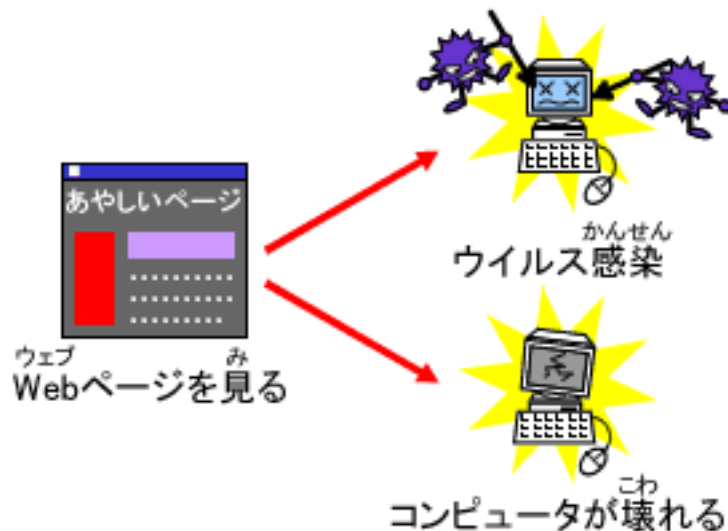 あやしいページ
ウェブ み
Webページを見る
かんせん
ウイルス感染
こわ
コンピュータが壊れる